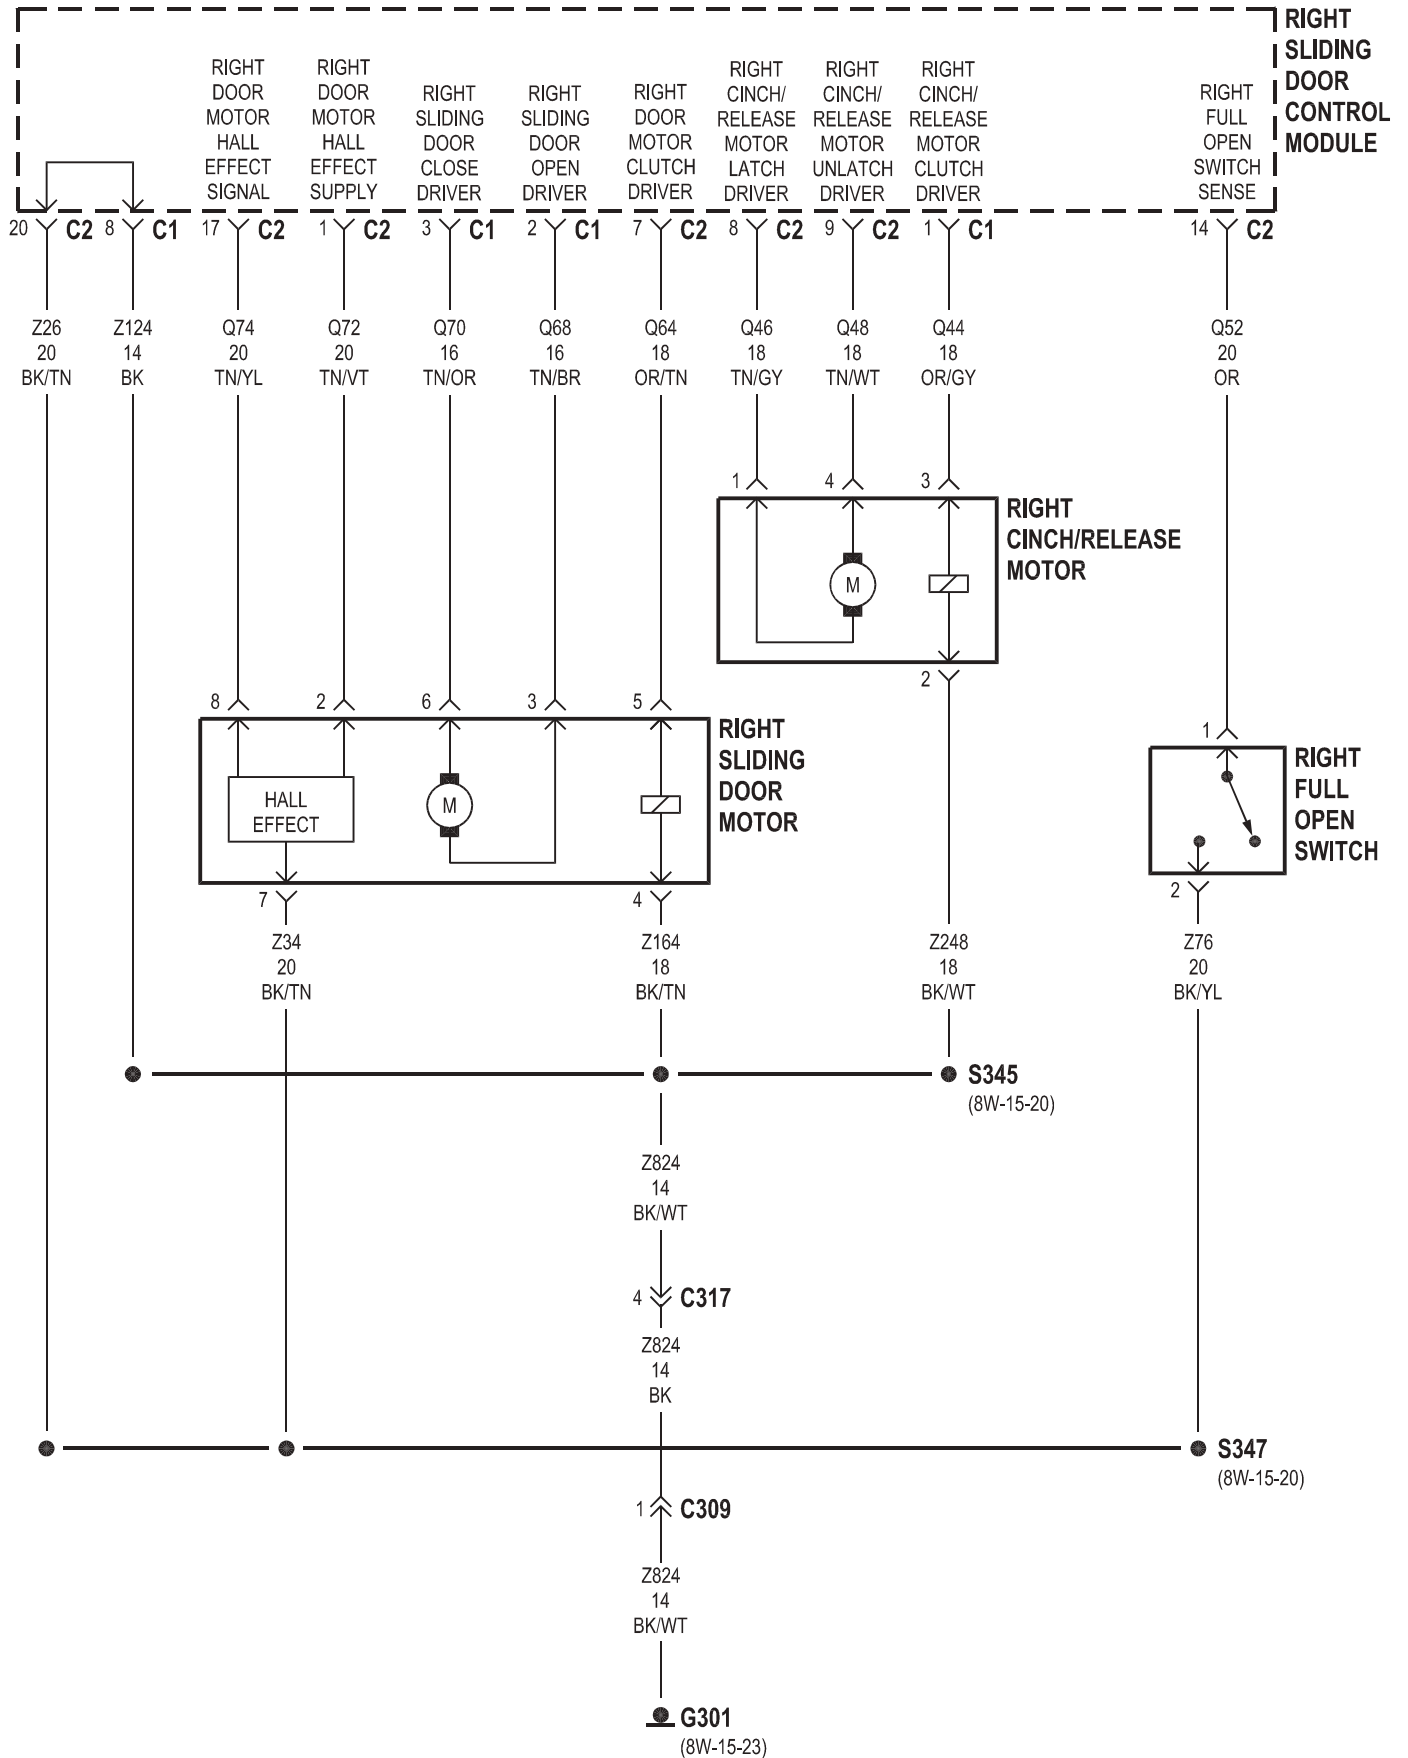 RIGHT
SLIDING
DOOR
CONTROL
MODULE
RIGHT
DOOR
MOTOR
HALL
EFFECT
SIGNAL
RIGHT
DOOR
MOTOR
HALL
EFFECT
SUPPLY
RIGHT
SLIDING
DOOR
CLOSE
DRIVER
RIGHT
SLIDING
DOOR
OPEN
DRIVER
RIGHT
DOOR
MOTOR
CLUTCH
DRIVER
RIGHT
CINCH/
RELEASE
MOTOR
LATCH
DRIVER
RIGHT
CINCH/
RELEASE
MOTOR
UNLATCH
DRIVER
RIGHT
CINCH/
RELEASE
MOTOR
CLUTCH
DRIVER
RIGHT
FULL
OPEN
SWITCH
SENSE
20 C2 8 C1 17 C2 1 C2 3 C1 2 C1 7 C2 8 C2 9 C2 1 C1 14 C2
Z26
20
BK/TN
Z124
14
BK
Q74
20
TN/YL
Q72
20
TN/VT
Q70
16
TN/OR
Q68
16
TN/BR
Q64
18
OR/TN
Q46
18
TN/GY
Q48
18
TN/WT
Q44
18
OR/GY
Q52
20
OR
1 4 3
RIGHT
CINCH/RELEASE
MOTOR
M
2
8 2 6 3 5
RIGHT
SLIDING
DOOR
MOTOR
HALL
EFFECT
M
7 4
1
RIGHT
FULL
OPEN
SWITCH
2
Z34
20
BK/TN
Z164
18
BK/TN
Z248
18
BK/WT
Z76
20
BK/YL
S345
(8W-15-20)
Z824
14
BK/WT
4 C317
Z824
14
BK
S347
(8W-15-20)
1 C309
Z824
14
BK/WT
G301
(8W-15-23)